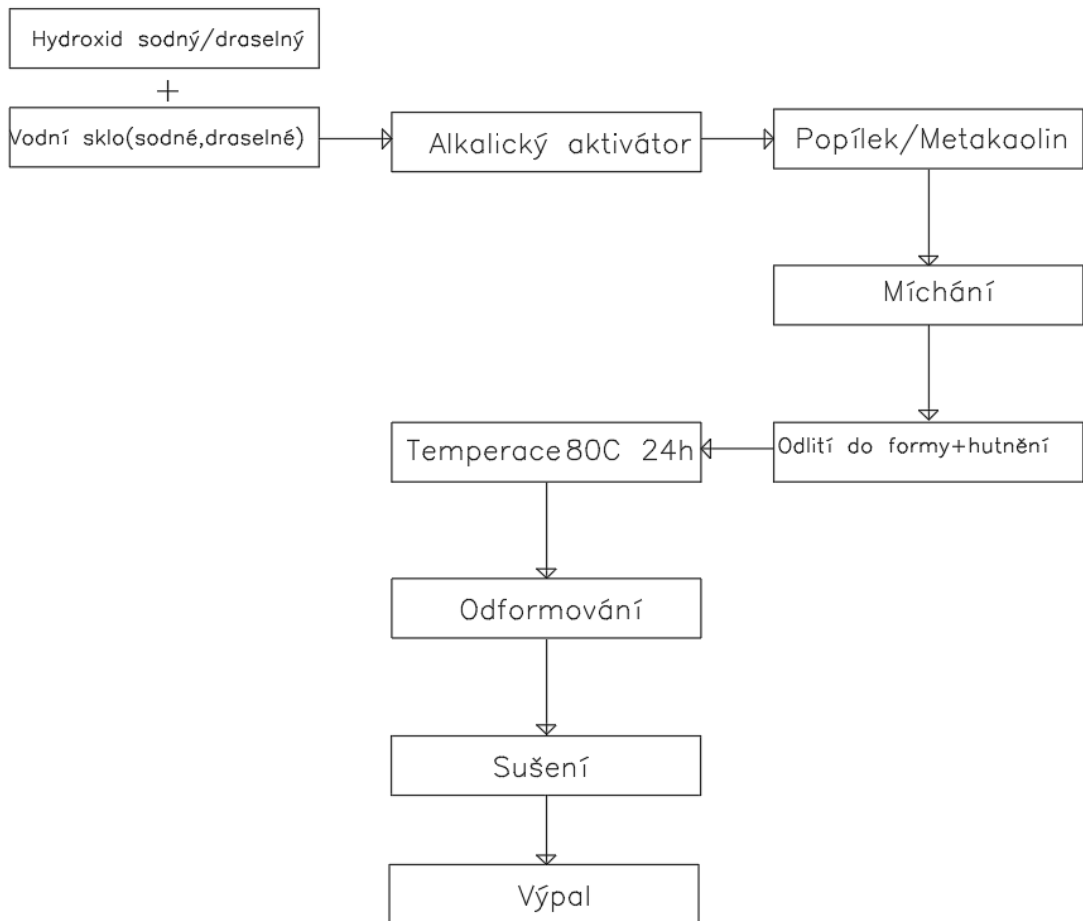 Hydroxid sodný/draselný
+
Vodní sklo(sodné,draselné)
Alkalický aktivátor
Popílek/Metakaolin
Míchání
Odlití do formy+hutnění
Temperace80C 24h
Odformování
Sušení
Výpal